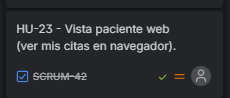 HU-23 - Vista paciente web
(ver mis citas en navegador).
SCRUM-42